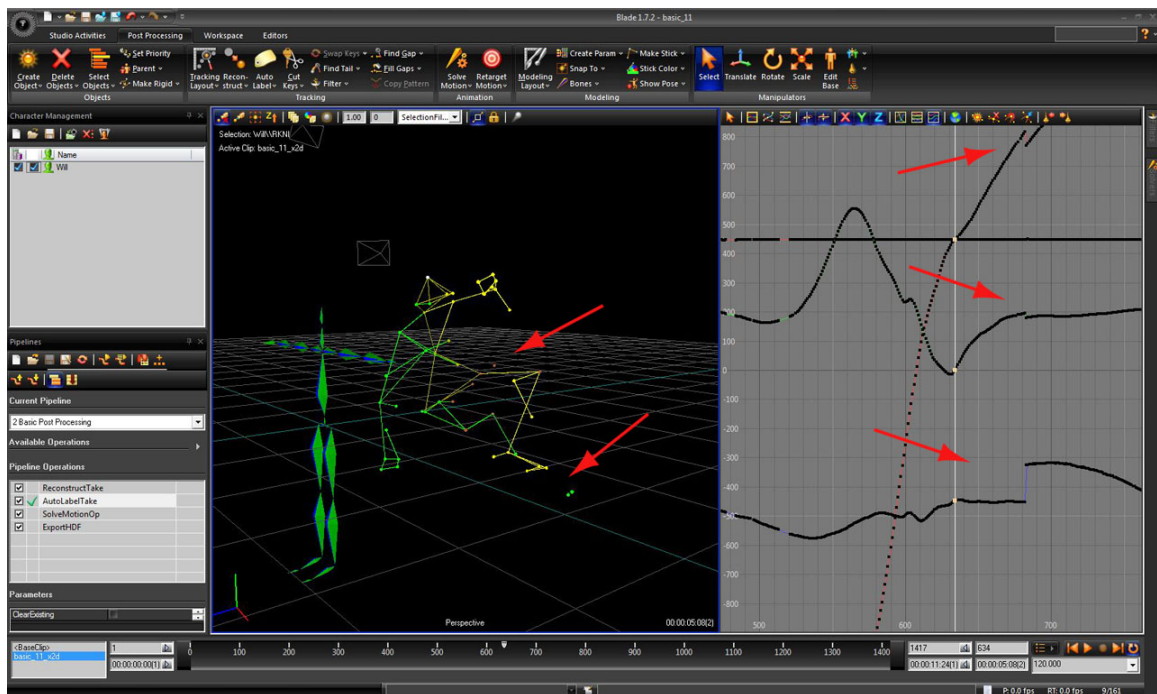 Blade 1.7.2 - basic_11
Studio Activities Post Processing Workspace Editors
Create Object Delete Objects Select Objects Set Priority Parent Make Rigid
Objects
Tracking Layout Recon-struct Auto Label Cut Keys Swap Keys Find Tail Filter Find Gap Fill Gaps Copy Pattern
Tracking
Solve Motion Retarget Motion
Animation
Modeling Layout Create Param Snap To Bones Make Stick Stick Color Show Pose
Modeling
Select Translate Rotate Scale Edit Base
Manipulators
Character Management
Name
Will
1.00 0 SelectionFil...
Active Clip: basic_11_x2d
Pipelines
Current Pipeline
2 Basic Post Processing
Available Operations
Pipeline Operations
ReconstructTake
AutoLabelTake
SolveMotionOp
ExportHDF
Parameters
ClearExisting
Perspective
00:00:05:08(2)
800
700
600
500
400
300
200
100
0
-100
-200
-300
-400
-500
-600
-700
-800
500 600 700
<BaseClip>
basic_11_x2d
1
00:00:00:00(1)
0 100 200 300 400 500 600 700 800 900 1000 1100 1200 1300 1400
1417 634
00:00:11:24(1) 00:00:05:08(2) 120.000
P: 0.0 fps RT: 0.0 fps 9/161